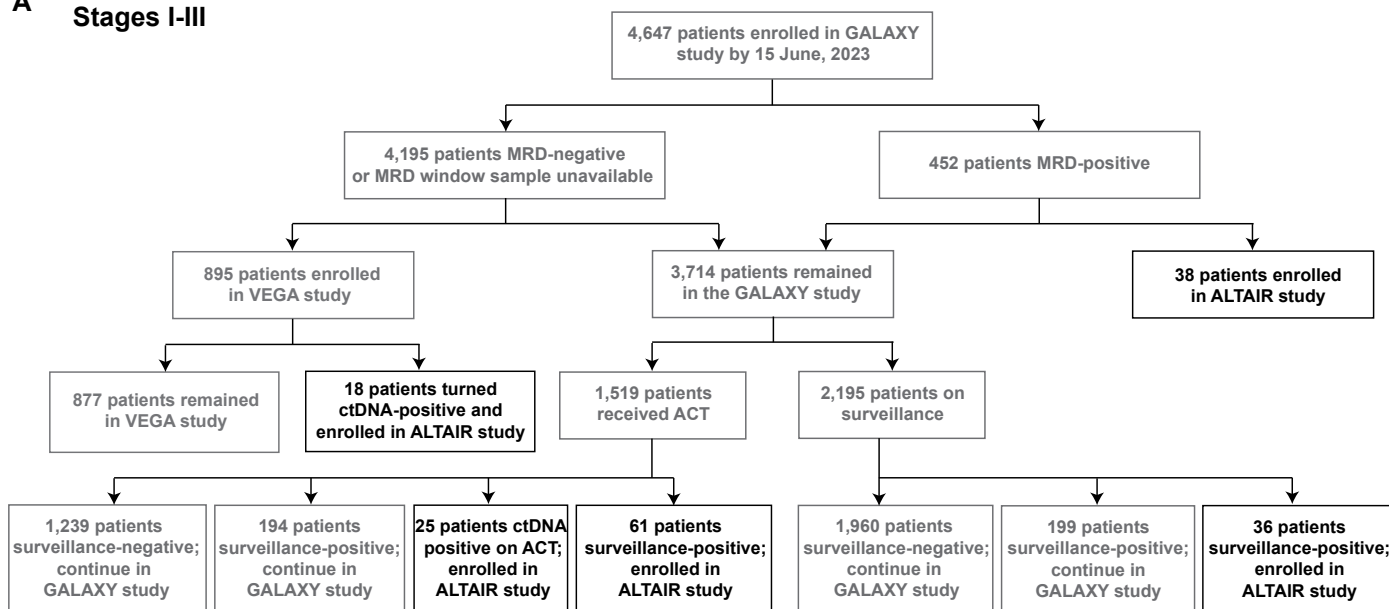 A
Stages I-III
4,647 patients enrolled in GALAXY
study by 15 June, 2023
4,195 patients MRD-negative
or MRD window sample unavailable
452 patients MRD-positive
895 patients enrolled
in VEGA study
3,714 patients remained
in the GALAXY study
38 patients enrolled
in ALTAIR study
877 patients remained
in VEGA study
18 patients turned
ctDNA-positive and
enrolled in ALTAIR study
1,519 patients
received ACT
2,195 patients on
surveillance
1,239 patients
surveillance-negative;
continue in
GALAXY study
194 patients
surveillance-positive;
continue in
GALAXY study
25 patients ctDNA
positive on ACT;
enrolled in
ALTAIR study
61 patients
surveillance-positive;
enrolled in
ALTAIR study
1,960 patients
surveillance-negative;
continue in
GALAXY study
199 patients
surveillance-positive;
continue in
GALAXY study
36 patients
surveillance-positive;
enrolled in
ALTAIR study